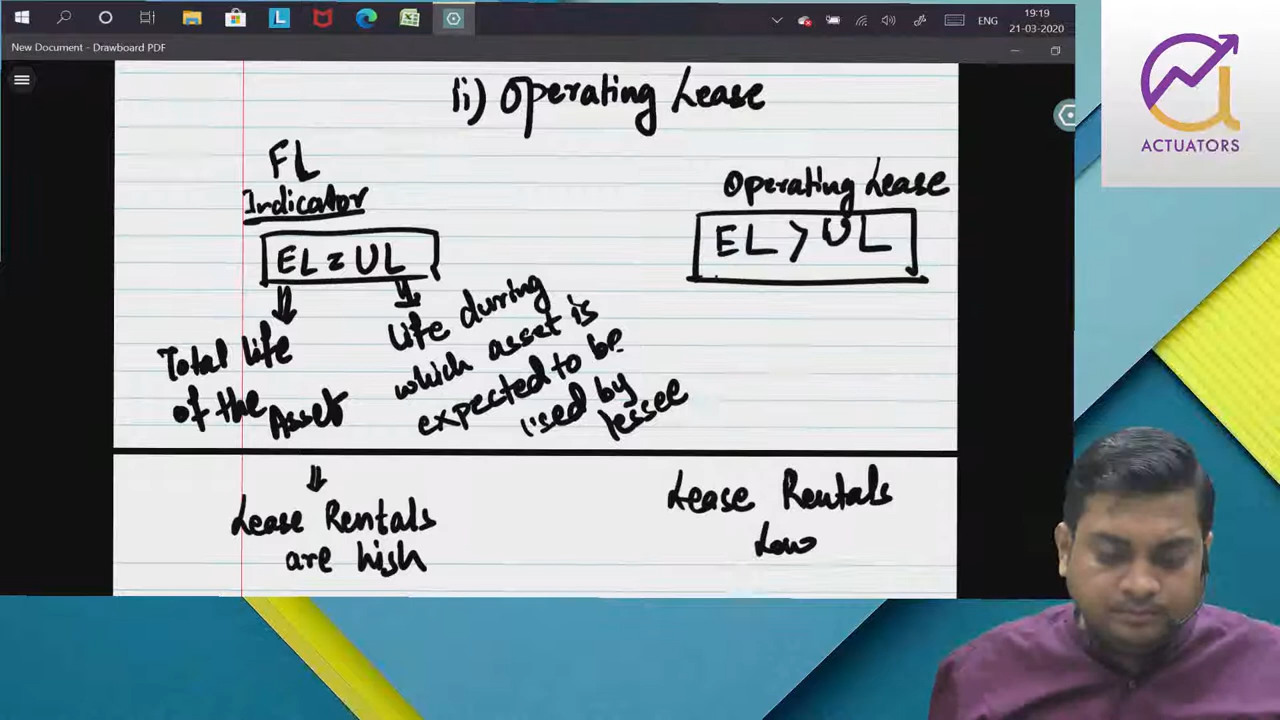 19:19
ENG
21-03-2020
New Document - Drawboard PDF
ACTUATORS
ii) Operating Lease
FL
Indicator
EL = UL
Total life
of the Asset
Life during
which asset is
expected to be
used by
lessee
Operating Lease
EL > UL
Lease Rentals
are high
Lease Rentals
Low